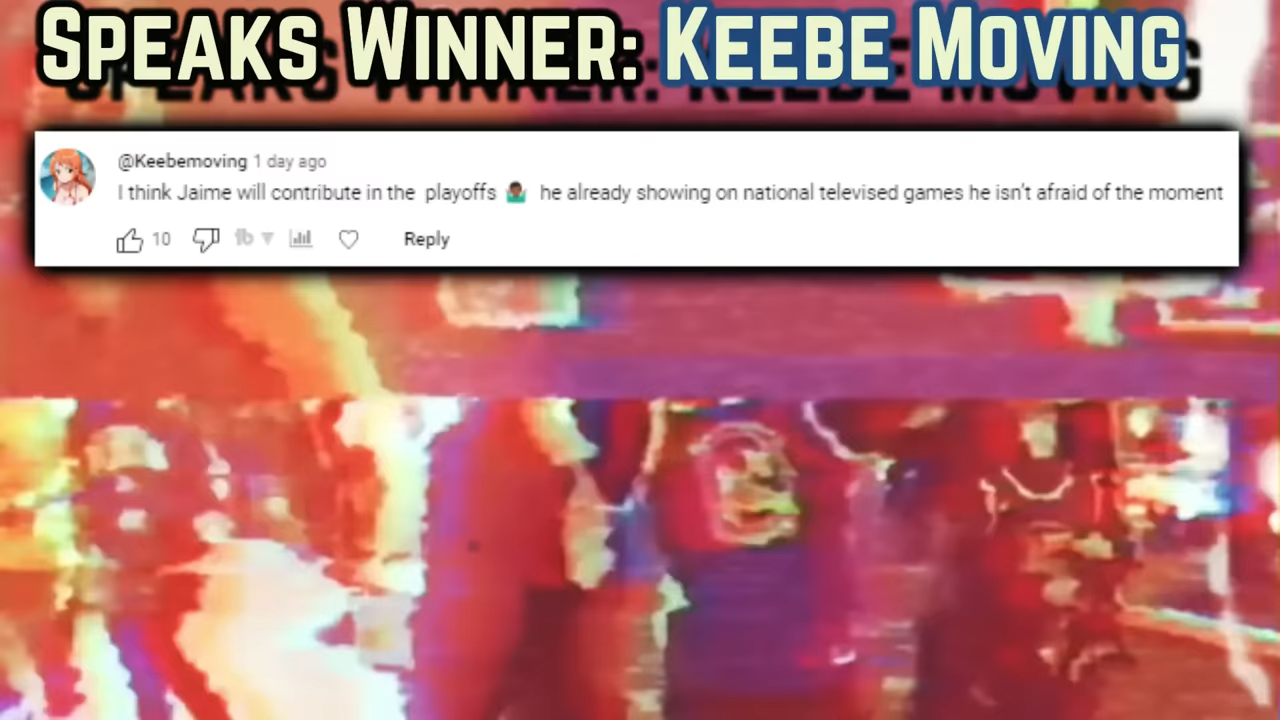 SPEAKS WINNER: KEEBE MOVING
@Keebemoving 1 day ago
I think Jaime will contribute in the playoffs 🤷🏾‍♂️ he already showing on national televised games he isn't afraid of the moment
10 Reply